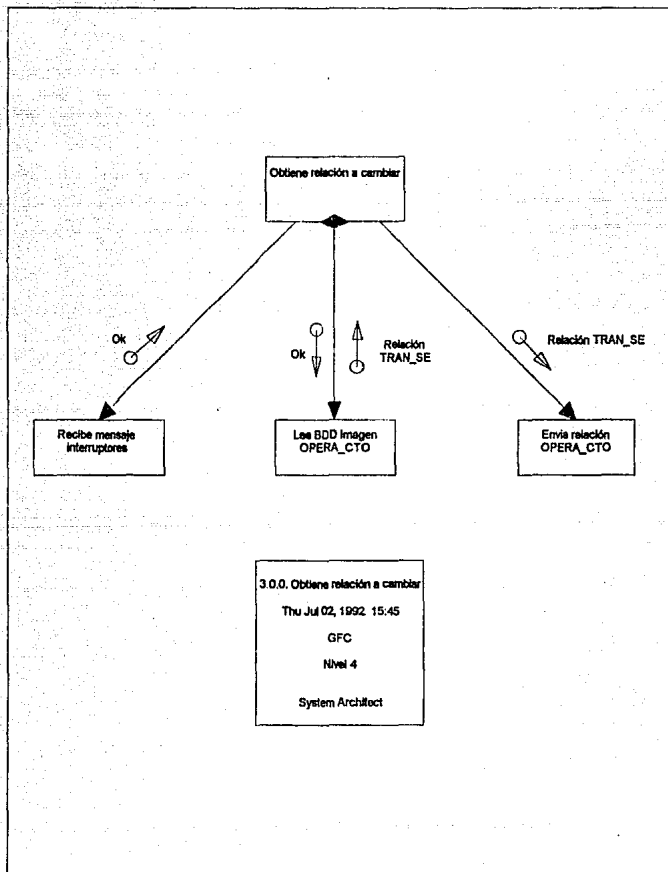 Obtiene relación a cambiar
Ok
Ok
Relación
TRAN_SE
Relación TRAN_SE
Recibe mensaje
interruptores
Lee BDD Imagen
OPERA_CTO
Envia relación
OPERA_CTO
3.0.0. Obtiene relación a cambiar
Thu Jul 02, 1992 15:45
GFC
Nivel 4
System Architect